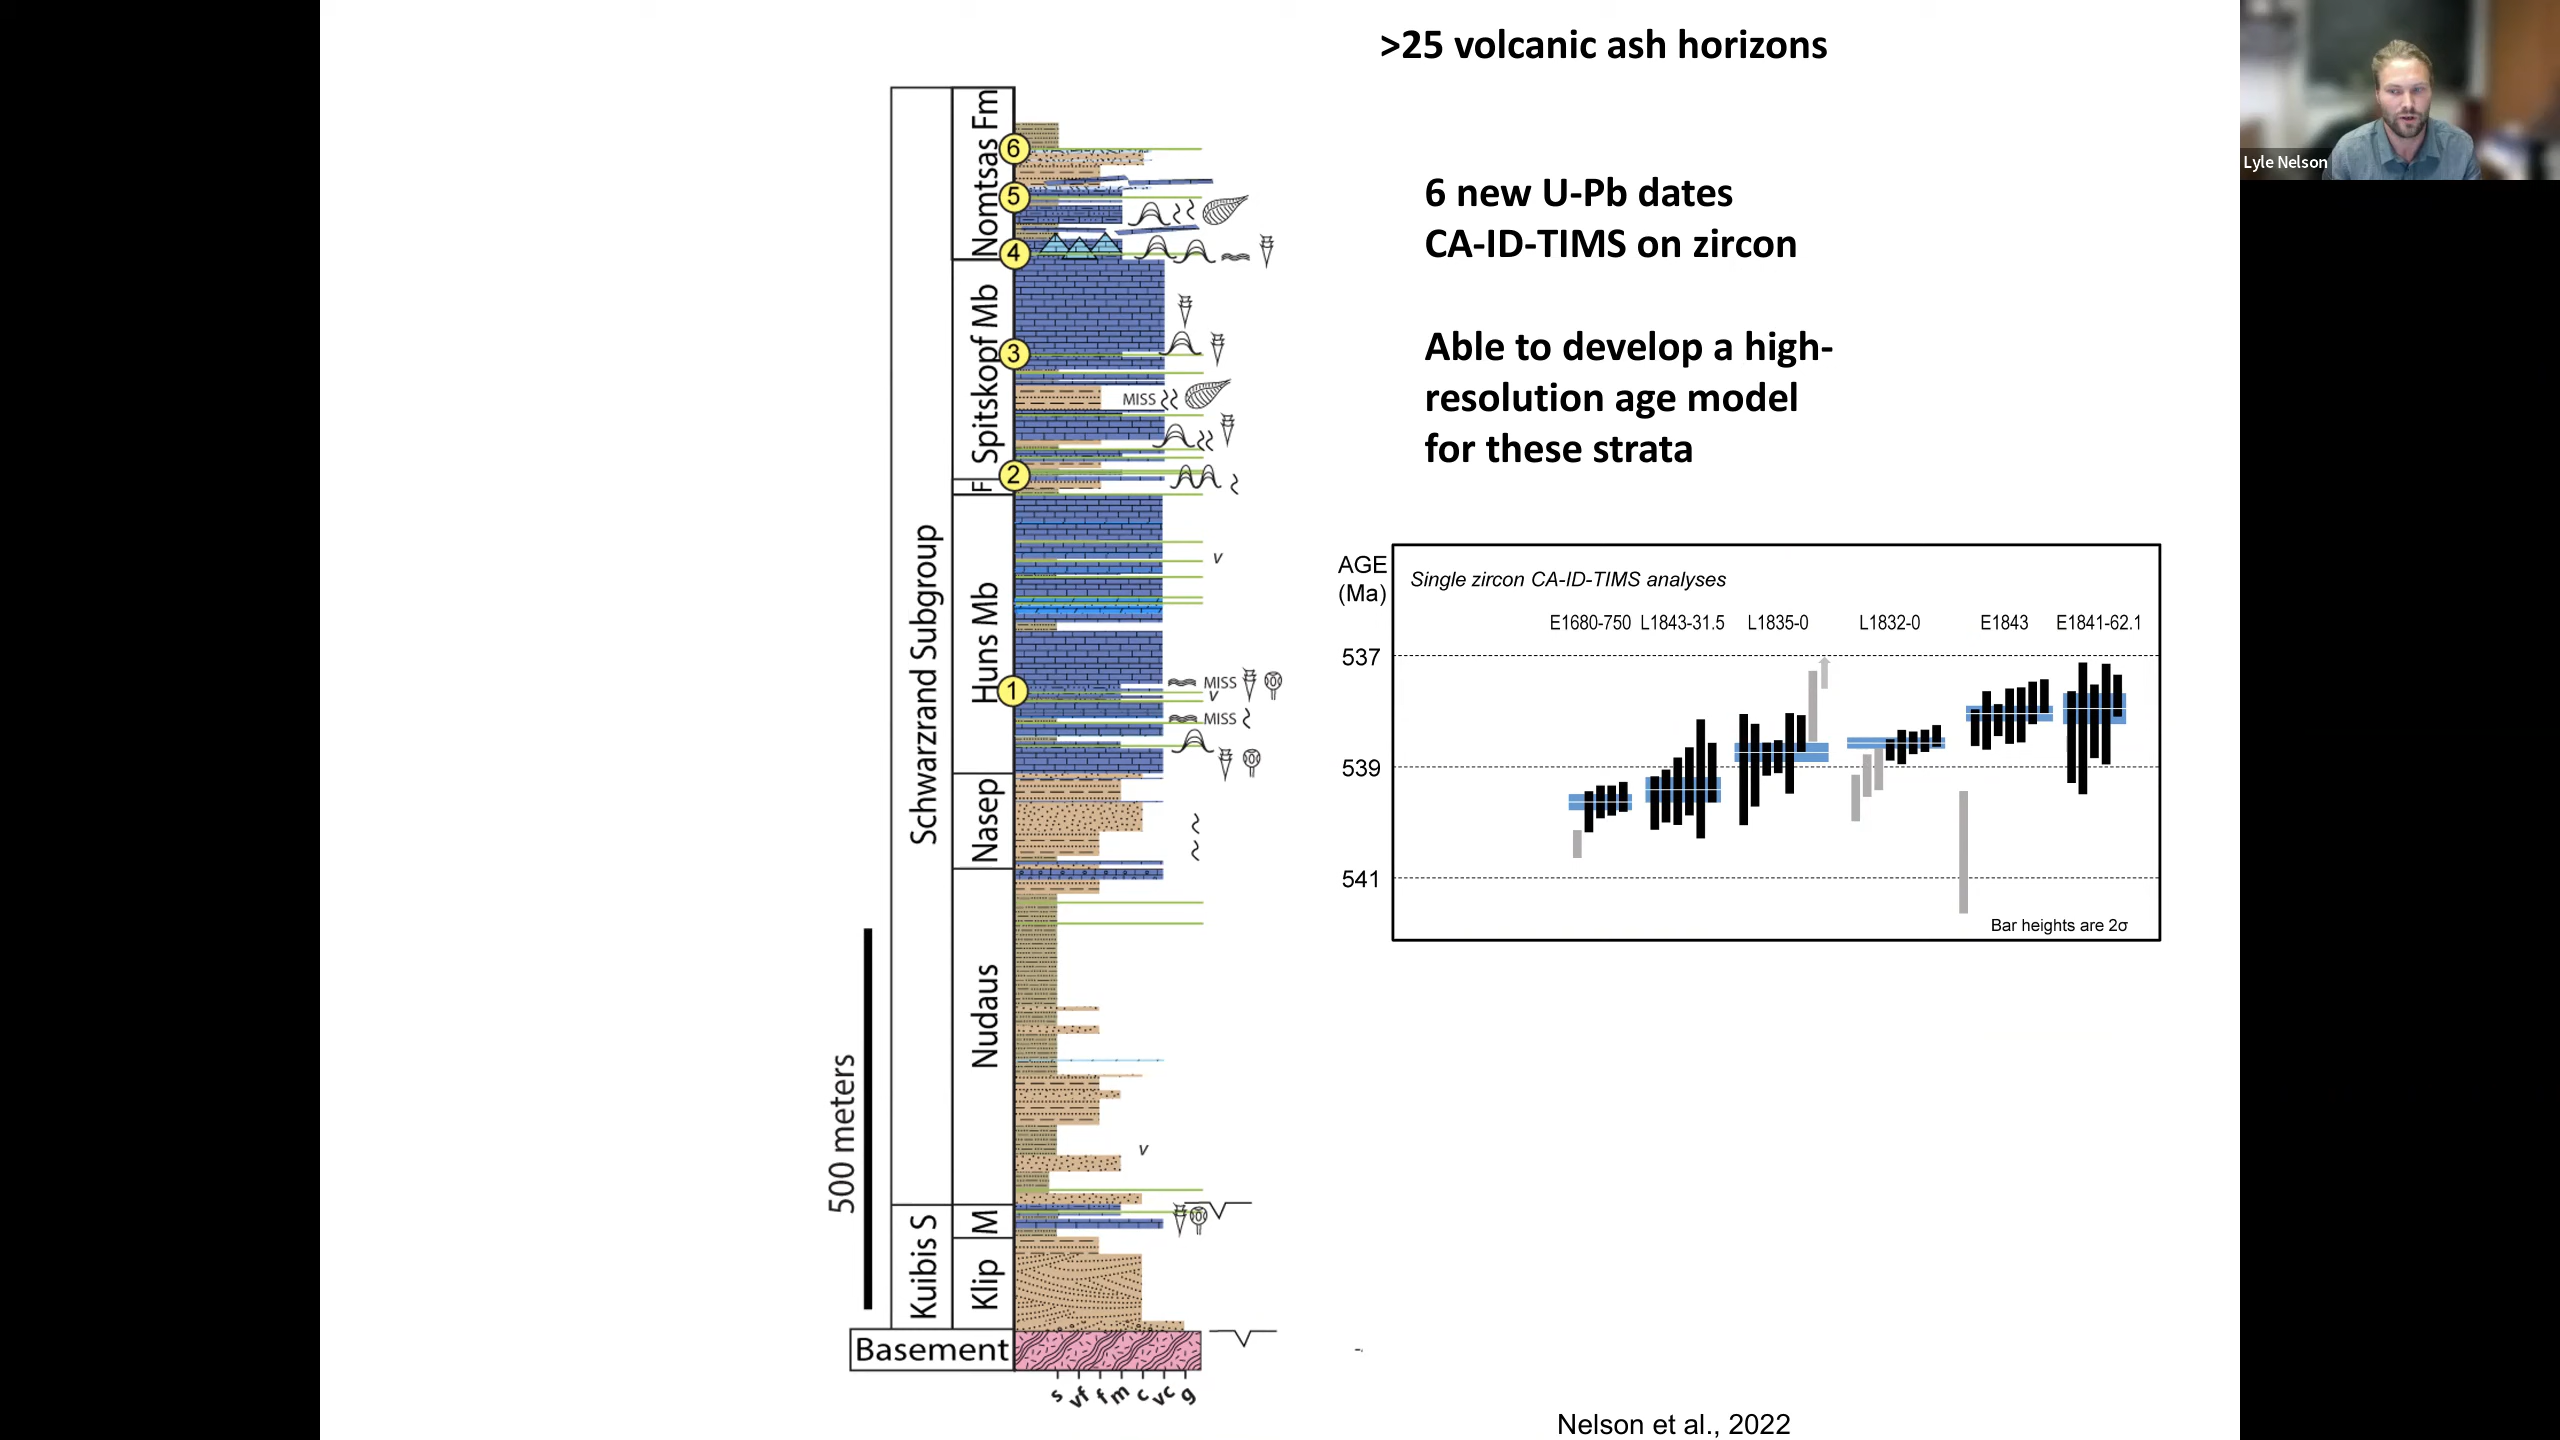 >25 volcanic ash horizons
6 new U-Pb dates
CA-ID-TIMS on zircon
Able to develop a high-
resolution age model
for these strata
Lyle Nelson
Schwarzrand Subgroup
Kuibis S
Nomtsas Fm
Spitskopf Mb
F
Huns Mb
Nasep
Nudaus
M
Klip
Basement
500 meters
6
5
4
3
2
1
MISS
v
MISS
v
MISS
v
s vf f m c vc g
AGE
(Ma)
Single zircon CA-ID-TIMS analyses
E1680-750 L1843-31.5 L1835-0 L1832-0 E1843 E1841-62.1
537
539
541
Bar heights are 2σ
Nelson et al., 2022